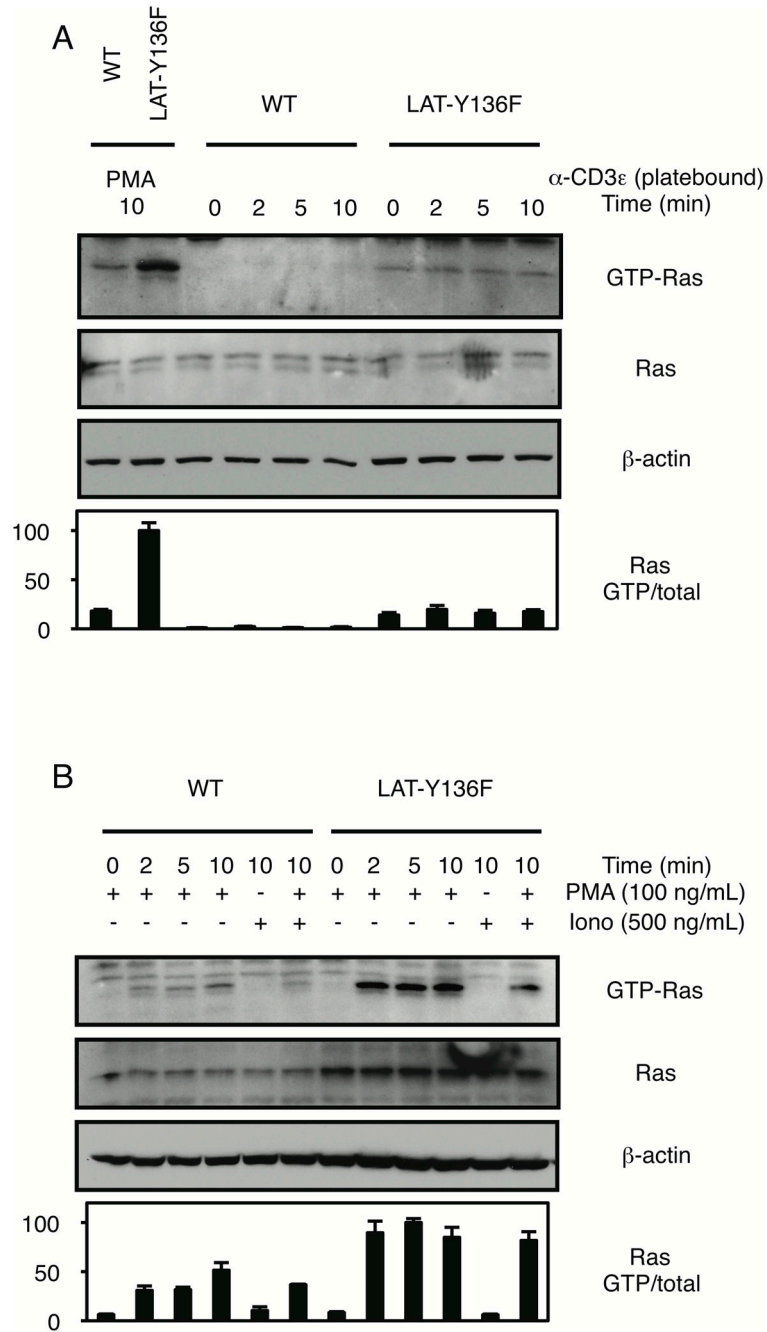 A
WT
LAT-Y136F
WT
LAT-Y136F
PMA
10
α-CD3ε (platebound)
0 2 5 10 0 2 5 10 Time (min)
GTP-Ras
Ras
β-actin
100
50
0
Ras
GTP/total
B
WT
LAT-Y136F
0 2 5 10 10 10 0 2 5 10 10 10 Time (min)
+ + + + - + + + + + - + PMA (100 ng/mL)
- - - - + + - - - - + + Iono (500 ng/mL)
GTP-Ras
Ras
β-actin
100
50
0
Ras
GTP/total